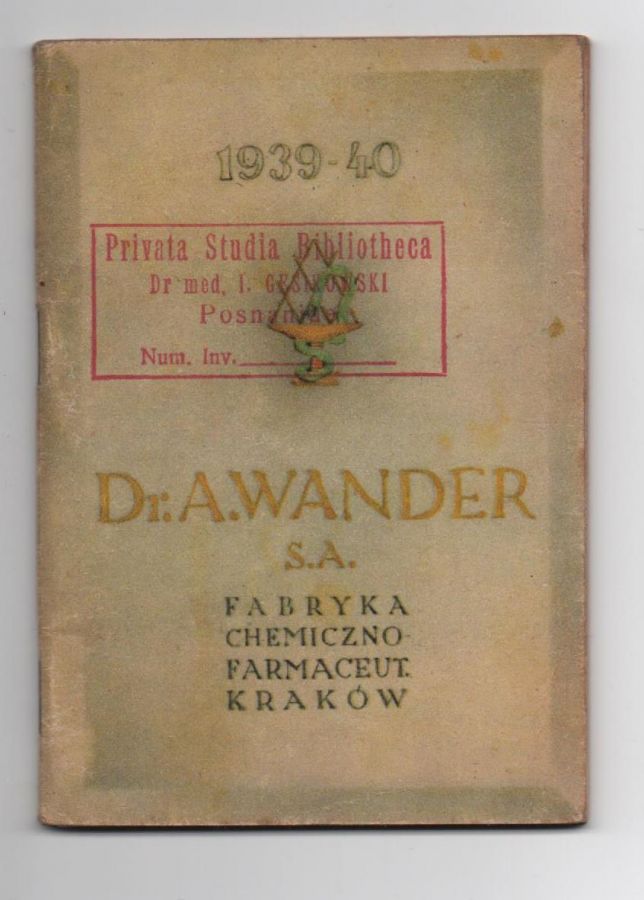 1939-40
Privata Studia Bibliotheca
Dr med. I.
Num. Inv.
Dr. A. WANDER
S.A.
FABRYKA
CHEMICZNO-
FARMACEUT.
KRAKÓW